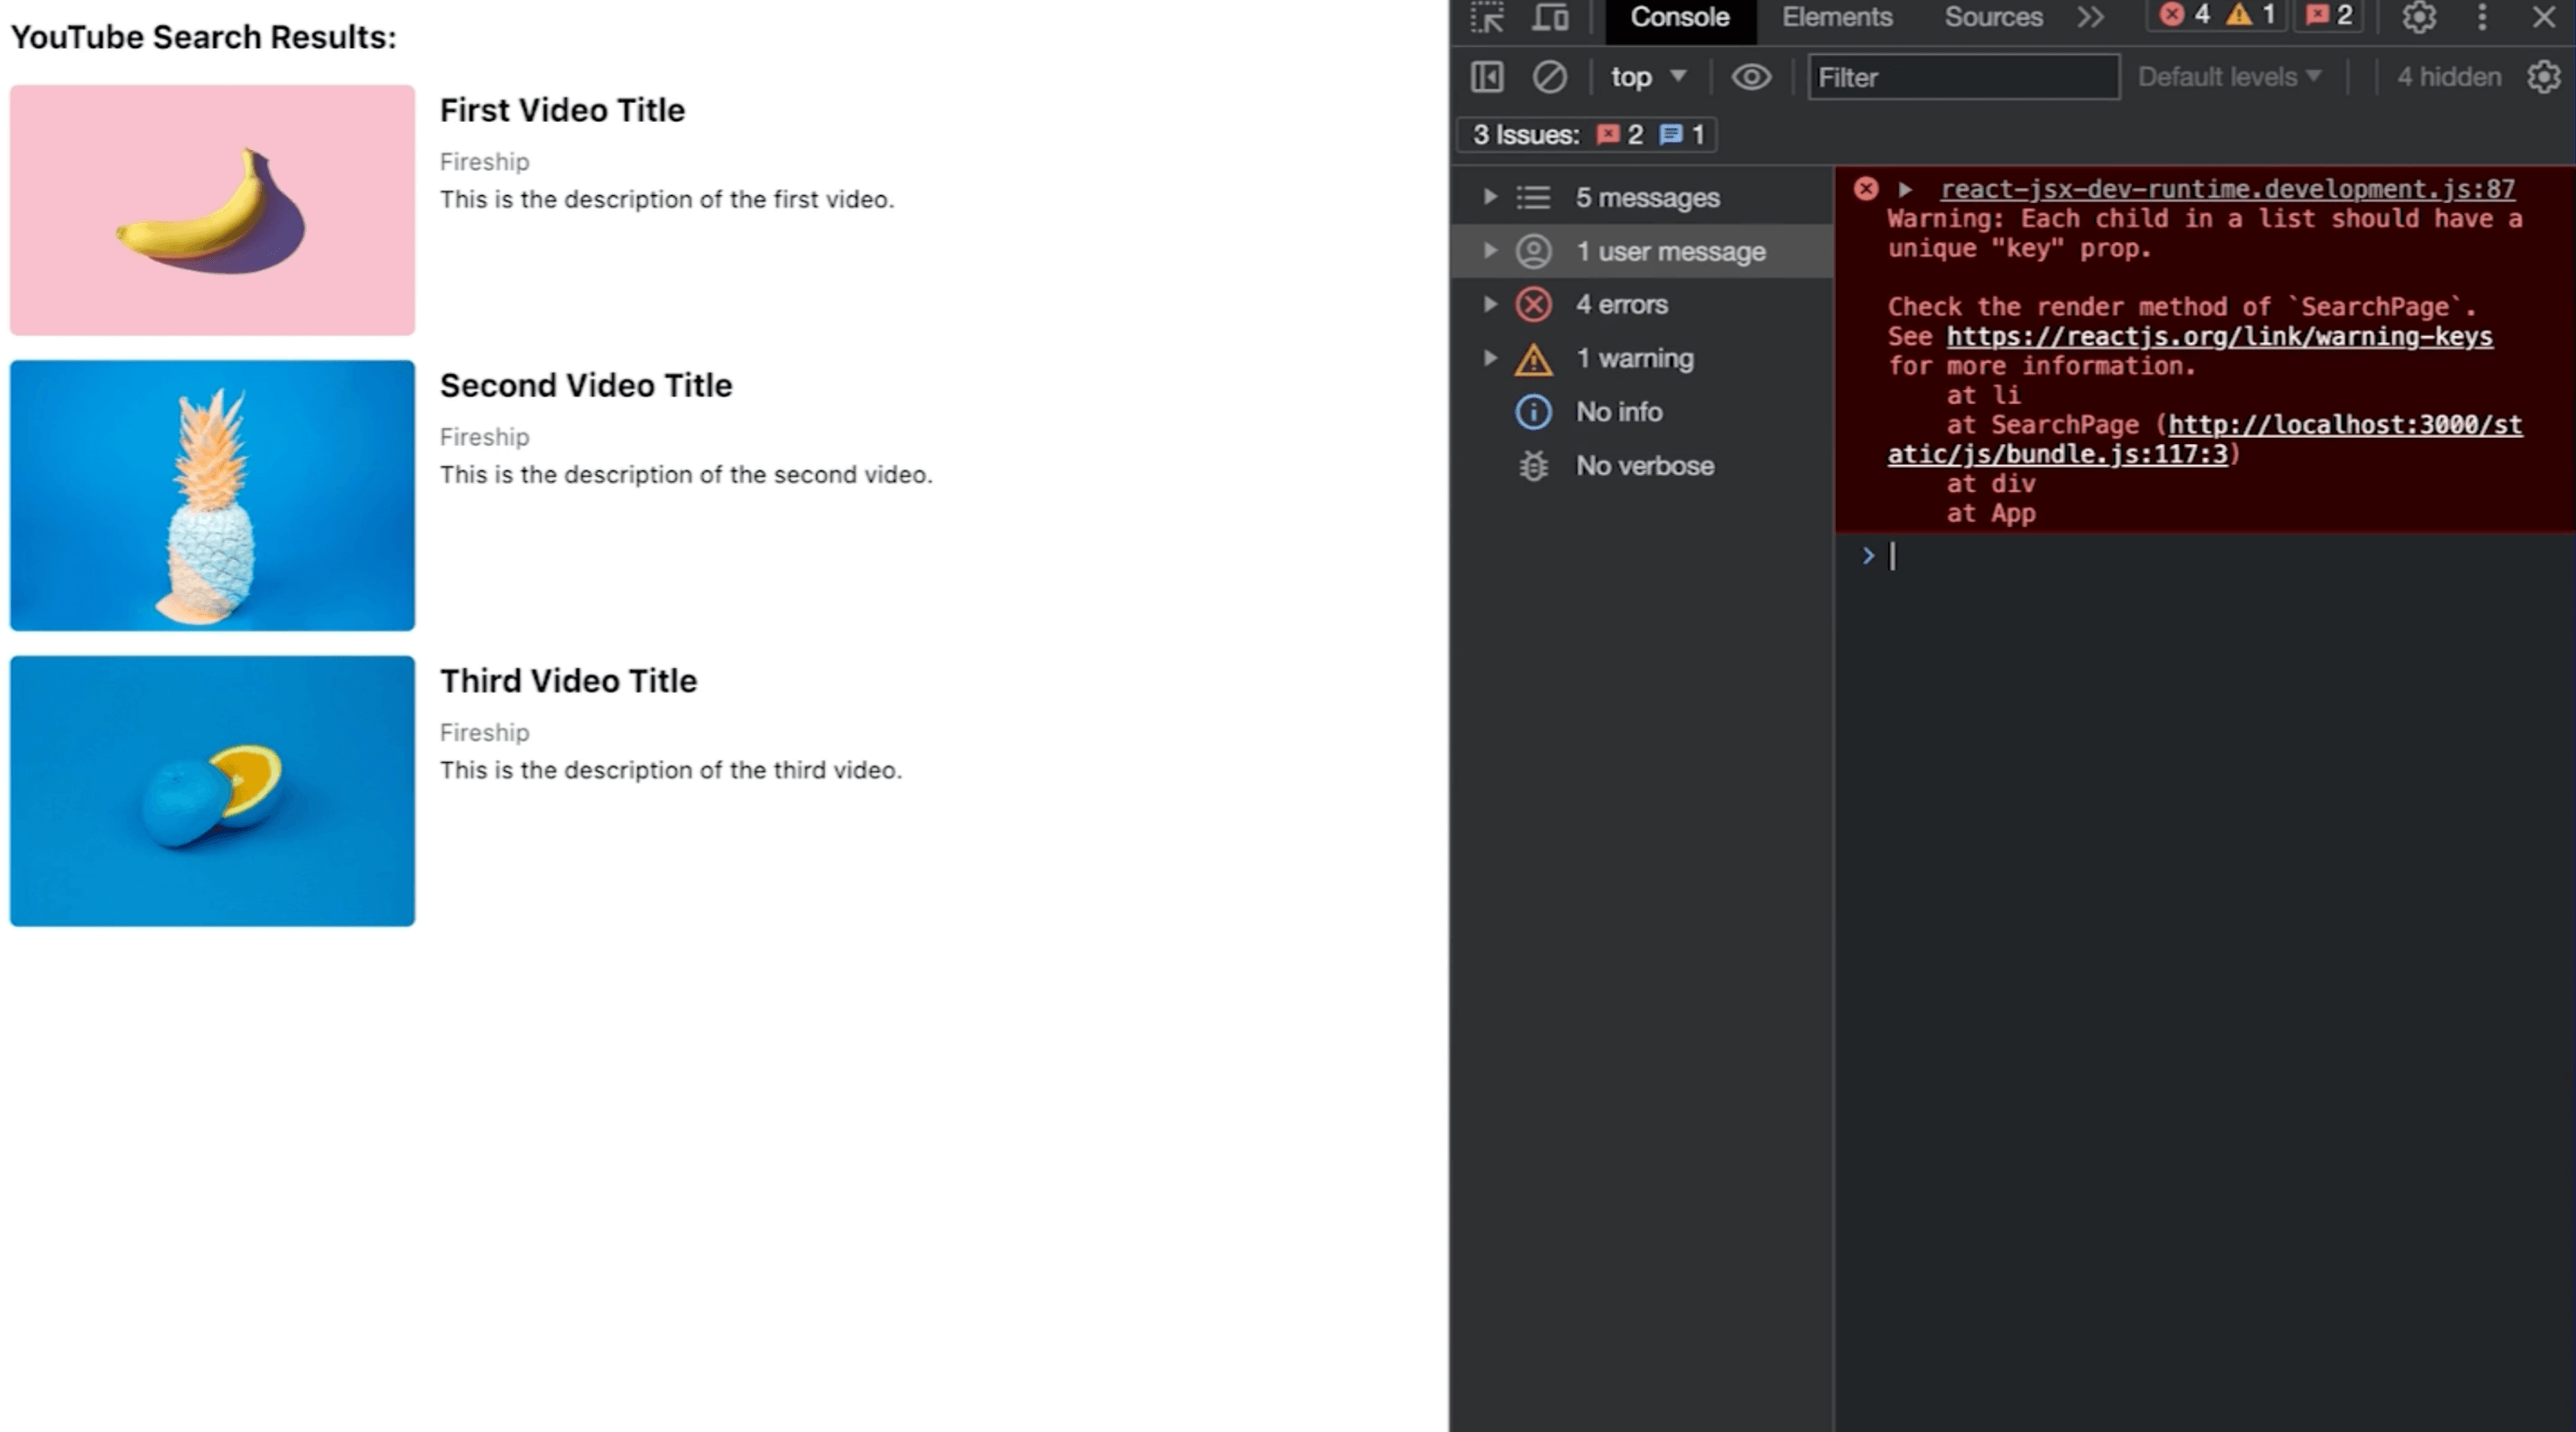 YouTube Search Results:
First Video Title
Fireship
This is the description of the first video.
Second Video Title
Fireship
This is the description of the second video.
Third Video Title
Fireship
This is the description of the third video.
Console Elements Sources 4 1 2
top Filter Default levels 4 hidden
3 Issues: 2 1
5 messages
1 user message
4 errors
1 warning
No info
No verbose
react-jsx-dev-runtime.development.js:87
Warning: Each child in a list should have a
unique "key" prop.
Check the render method of `SearchPage`.
See https://reactjs.org/link/warning-keys
for more information.
at li
at SearchPage (http://localhost:3000/st
atic/js/bundle.js:117:3)
at div
at App